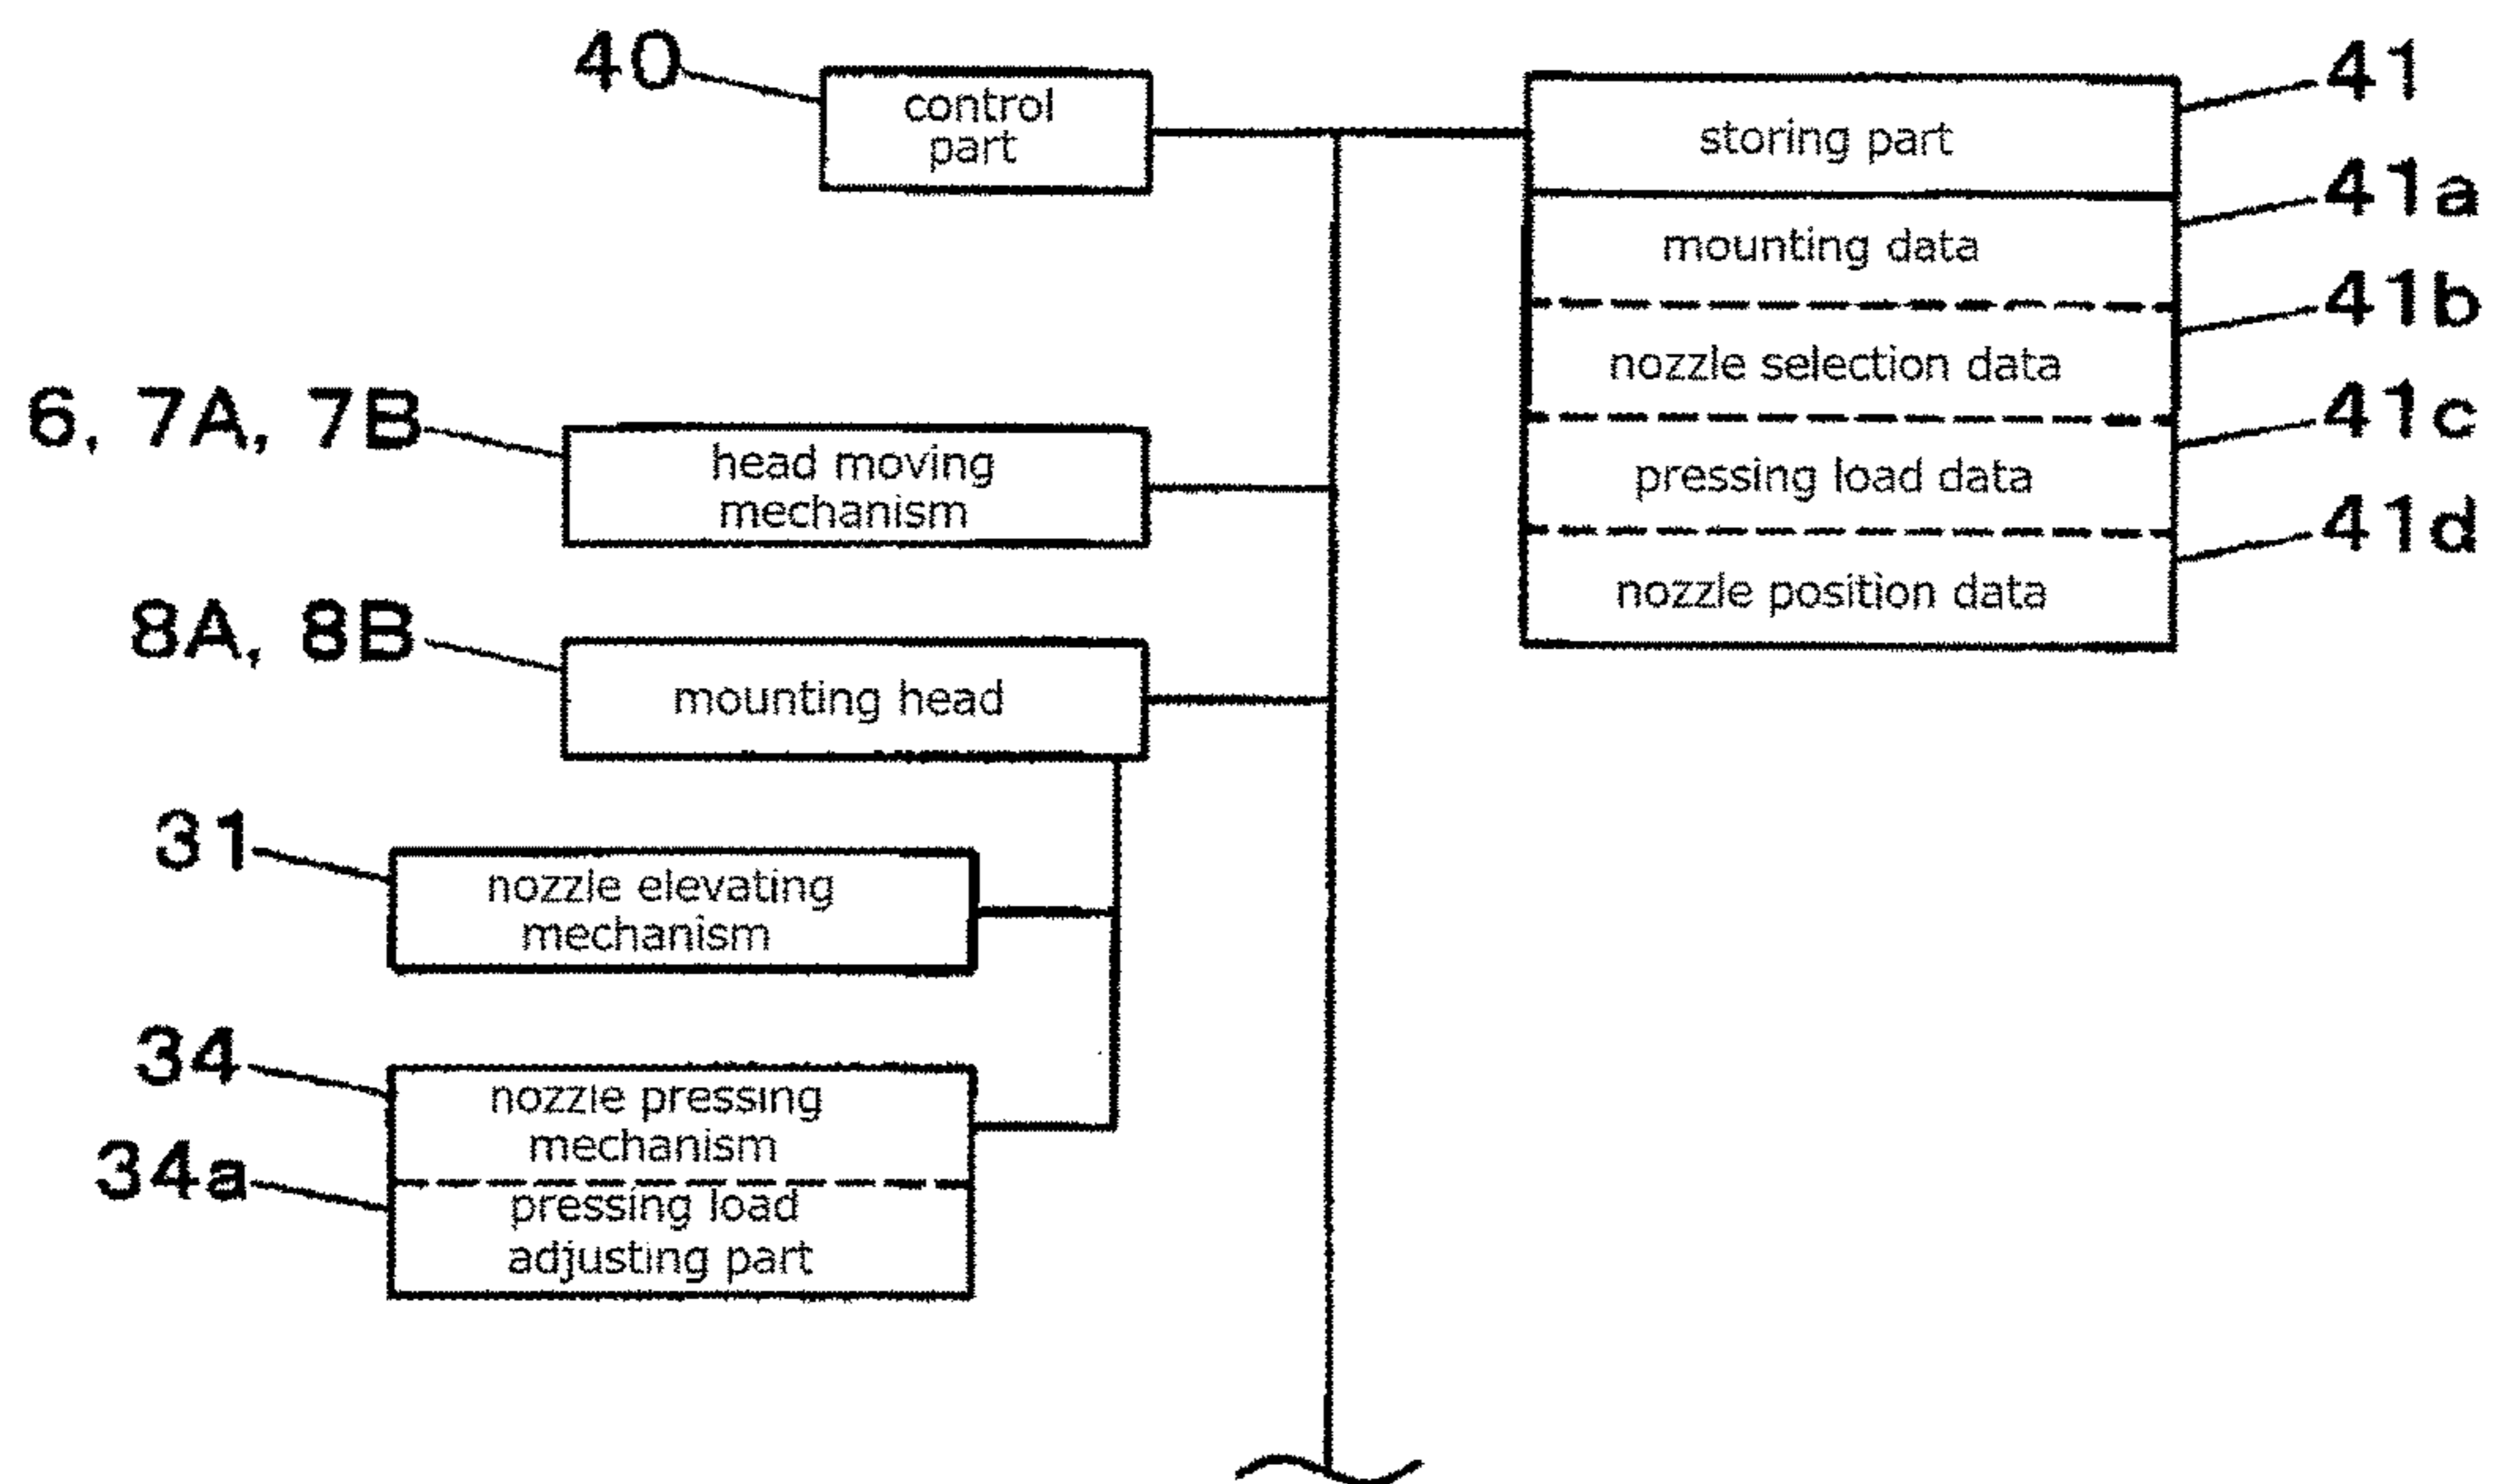 40
control
part
41
storing part
41a
mounting data
41b
nozzle selection data
41c
pressing load data
41d
nozzle position data
6, 7A, 7B
head moving
mechanism
8A, 8B
mounting head
31
nozzle elevating
mechanism
34
nozzle pressing
mechanism
34a
pressing load
adjusting part